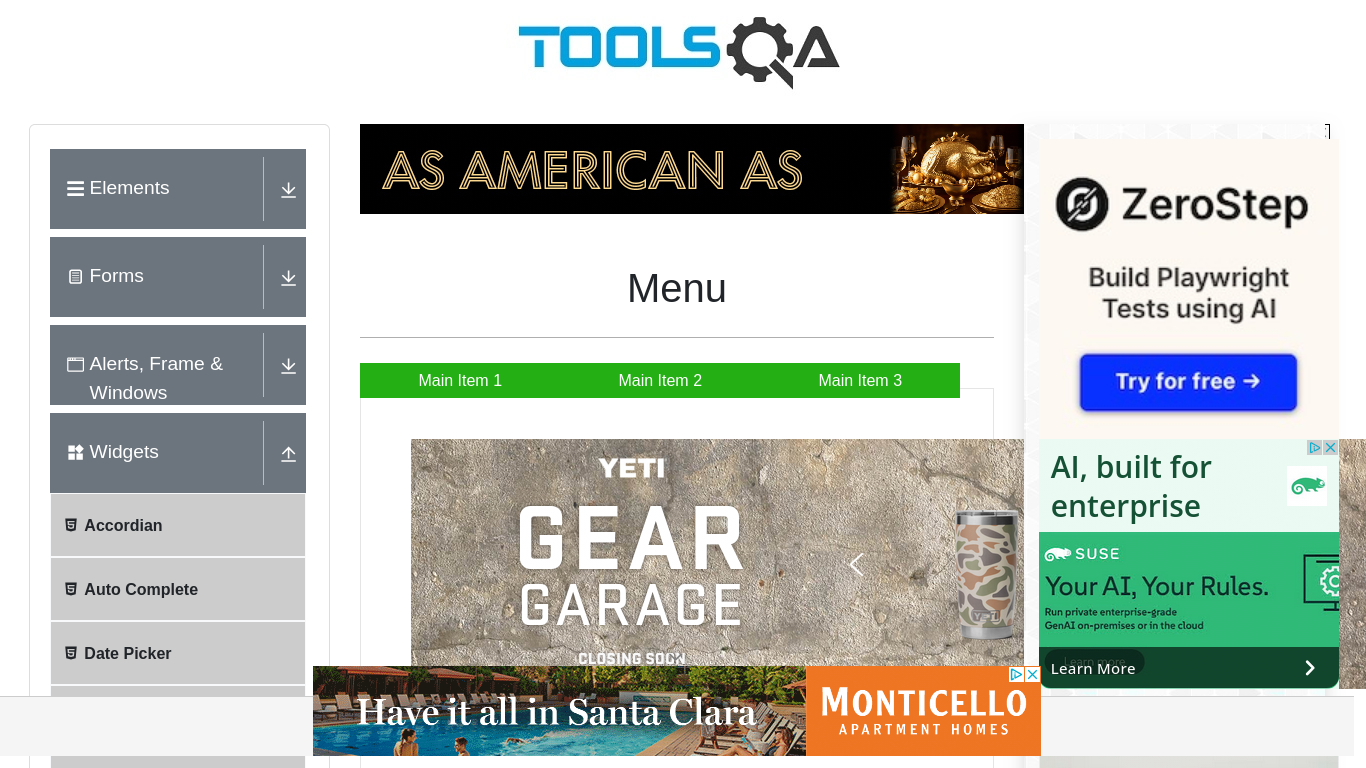 TOOLSQA
Elements
Forms
Alerts, Frame &
Windows
Widgets
Accordian
Auto Complete
Date Picker
AS AMERICAN AS
Menu
Main Item 1
Main Item 2
Main Item 3
YETI
GEAR
GARAGE
CLOSING SOON
YETI
ZeroStep
Build Playwright
Tests using AI
Try for free →
AI, built for
enterprise
SUSE
Your AI, Your Rules.
Run private enterprise-grade
GenAI on-premises or in the cloud
Learn more
Learn More
Have it all in Santa Clara
MONTICELLO
APARTMENT HOMES